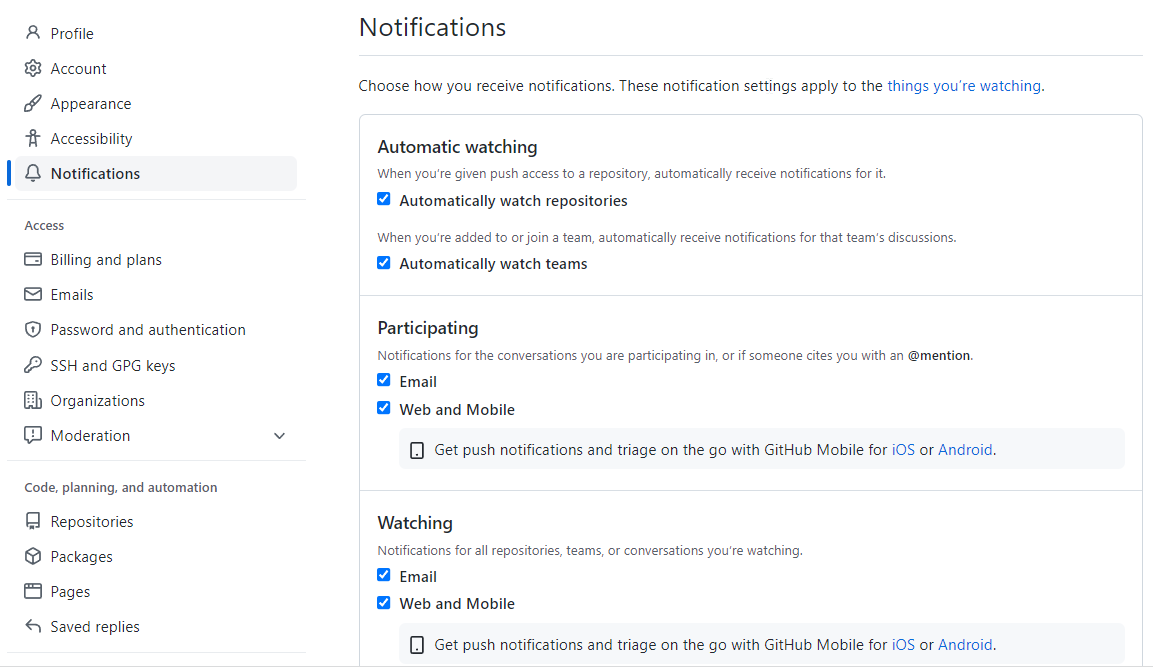 Profile
Account
Appearance
Accessibility
Notifications
Access
Billing and plans
Emails
Password and authentication
SSH and GPG keys
Organizations
Moderation
Code, planning, and automation
Repositories
Packages
Pages
Saved replies
Notifications
Choose how you receive notifications. These notification settings apply to the things you’re watching.
Automatic watching
When you’re given push access to a repository, automatically receive notifications for it.
Automatically watch repositories
When you’re added to or join a team, automatically receive notifications for that team’s discussions.
Automatically watch teams
Participating
Notifications for the conversations you are participating in, or if someone cites you with an @mention.
Email
Web and Mobile
Get push notifications and triage on the go with GitHub Mobile for iOS or Android.
Watching
Notifications for all repositories, teams, or conversations you’re watching.
Email
Web and Mobile
Get push notifications and triage on the go with GitHub Mobile for iOS or Android.